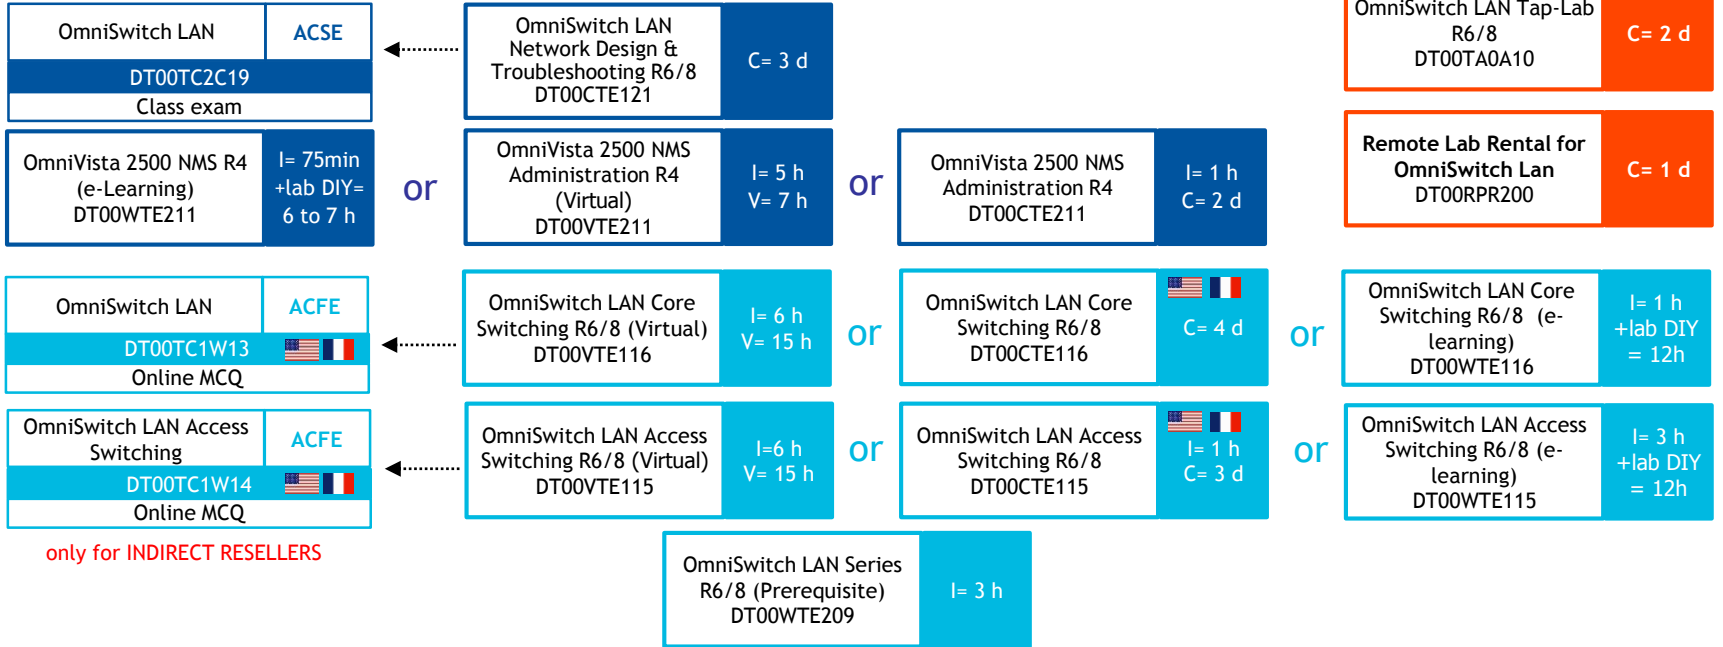 OmniSwitch LAN
ACSE
DT00TC2C19
Class exam
OmniSwitch LAN
Network Design &
Troubleshooting R6/8
DT00CTE121
C= 3 d
OmniSwitch LAN Tap-Lab
R6/8
DT00TA0A10
C= 2 d
OmniVista 2500 NMS R4
(e-Learning)
DT00WTE211
I= 75min
+lab DIY=
6 to 7 h
or
OmniVista 2500 NMS
Administration R4
(Virtual)
DT00VTE211
I= 5 h
V= 7 h
or
OmniVista 2500 NMS
Administration R4
DT00CTE211
I= 1 h
C= 2 d
Remote Lab Rental for
OmniSwitch Lan
DT00RPR200
C= 1 d
OmniSwitch LAN
ACFE
DT00TC1W13
Online MCQ
OmniSwitch LAN Core
Switching R6/8 (Virtual)
DT00VTE116
I= 6 h
V= 15 h
or
OmniSwitch LAN Core
Switching R6/8
DT00CTE116
C= 4 d
or
OmniSwitch LAN Core
Switching R6/8 (e-
learning)
DT00WTE116
I= 1 h
+lab DIY
= 12h
OmniSwitch LAN Access
Switching
ACFE
DT00TC1W14
Online MCQ
only for INDIRECT RESELLERS
OmniSwitch LAN Access
Switching R6/8 (Virtual)
DT00VTE115
I=6 h
V= 15 h
or
OmniSwitch LAN Access
Switching R6/8
DT00CTE115
I= 1 h
C= 3 d
or
OmniSwitch LAN Access
Switching R6/8 (e-
learning)
DT00WTE115
I= 3 h
+lab DIY
= 12h
OmniSwitch LAN Series
R6/8 (Prerequisite)
DT00WTE209
I= 3 h